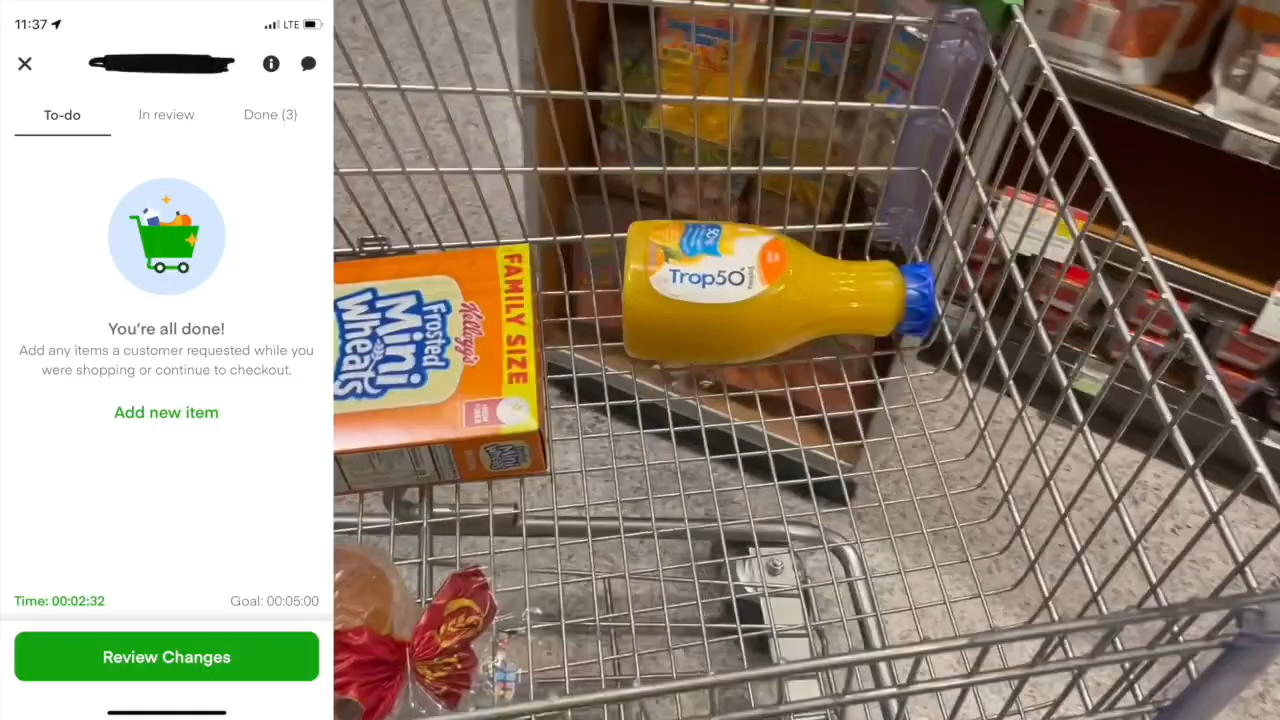 11:37
LTE
To-do
In review
Done (3)
You're all done!
Add any items a customer requested while you
were shopping or continue to checkout.
Add new item
Time: 00:02:32
Goal: 00:05:00
Review Changes
FAMILY SIZE
Kellogg's
Frosted
Mini
Wheats
Mini
50%
Trop50